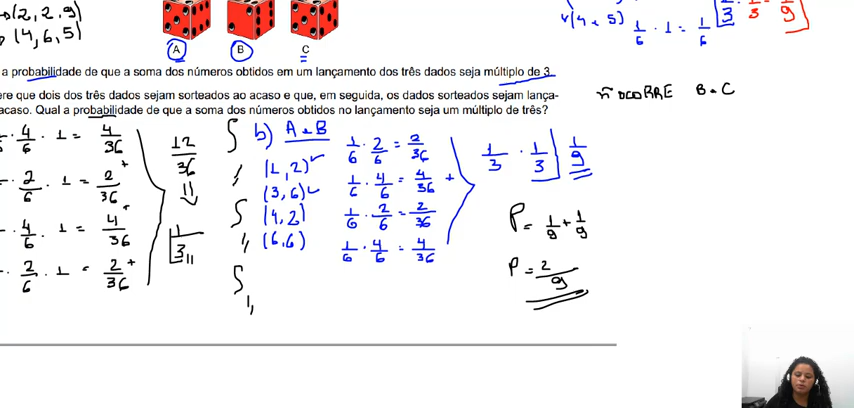 (2, 2, 9)
(4, 6, 5)
A B C
(4 e 5) 1/6 · 1 = 1/6
1/3 · 1/3 = 1/9
a probabilidade de que a soma dos números obtidos em um lançamento dos três dados seja múltiplo de 3.
ere que dois dos três dados sejam sorteados ao acaso e que, em seguida, os dados sorteados sejam lança-
acaso. Qual a probabilidade de que a soma dos números obtidos no lançamento seja um múltiplo de três?
ñ OCORRE B e C
· 4/6 · 1 = 4/36 +
· 2/6 · 1 = 2/36 +
· 4/6 · 1 = 4/36 +
· 2/6 · 1 = 2/36
12/36
=
1/3
b) A e B
(1, 2)
(3, 6)
(4, 2)
(6, 6)
1/6 · 2/6 = 2/36
1/6 · 4/6 = 4/36 +
1/6 · 2/6 = 2/36
1/6 · 4/6 = 4/36
1/3 · 1/3 1/9
P = 1/9 + 1/9
P = 2/9